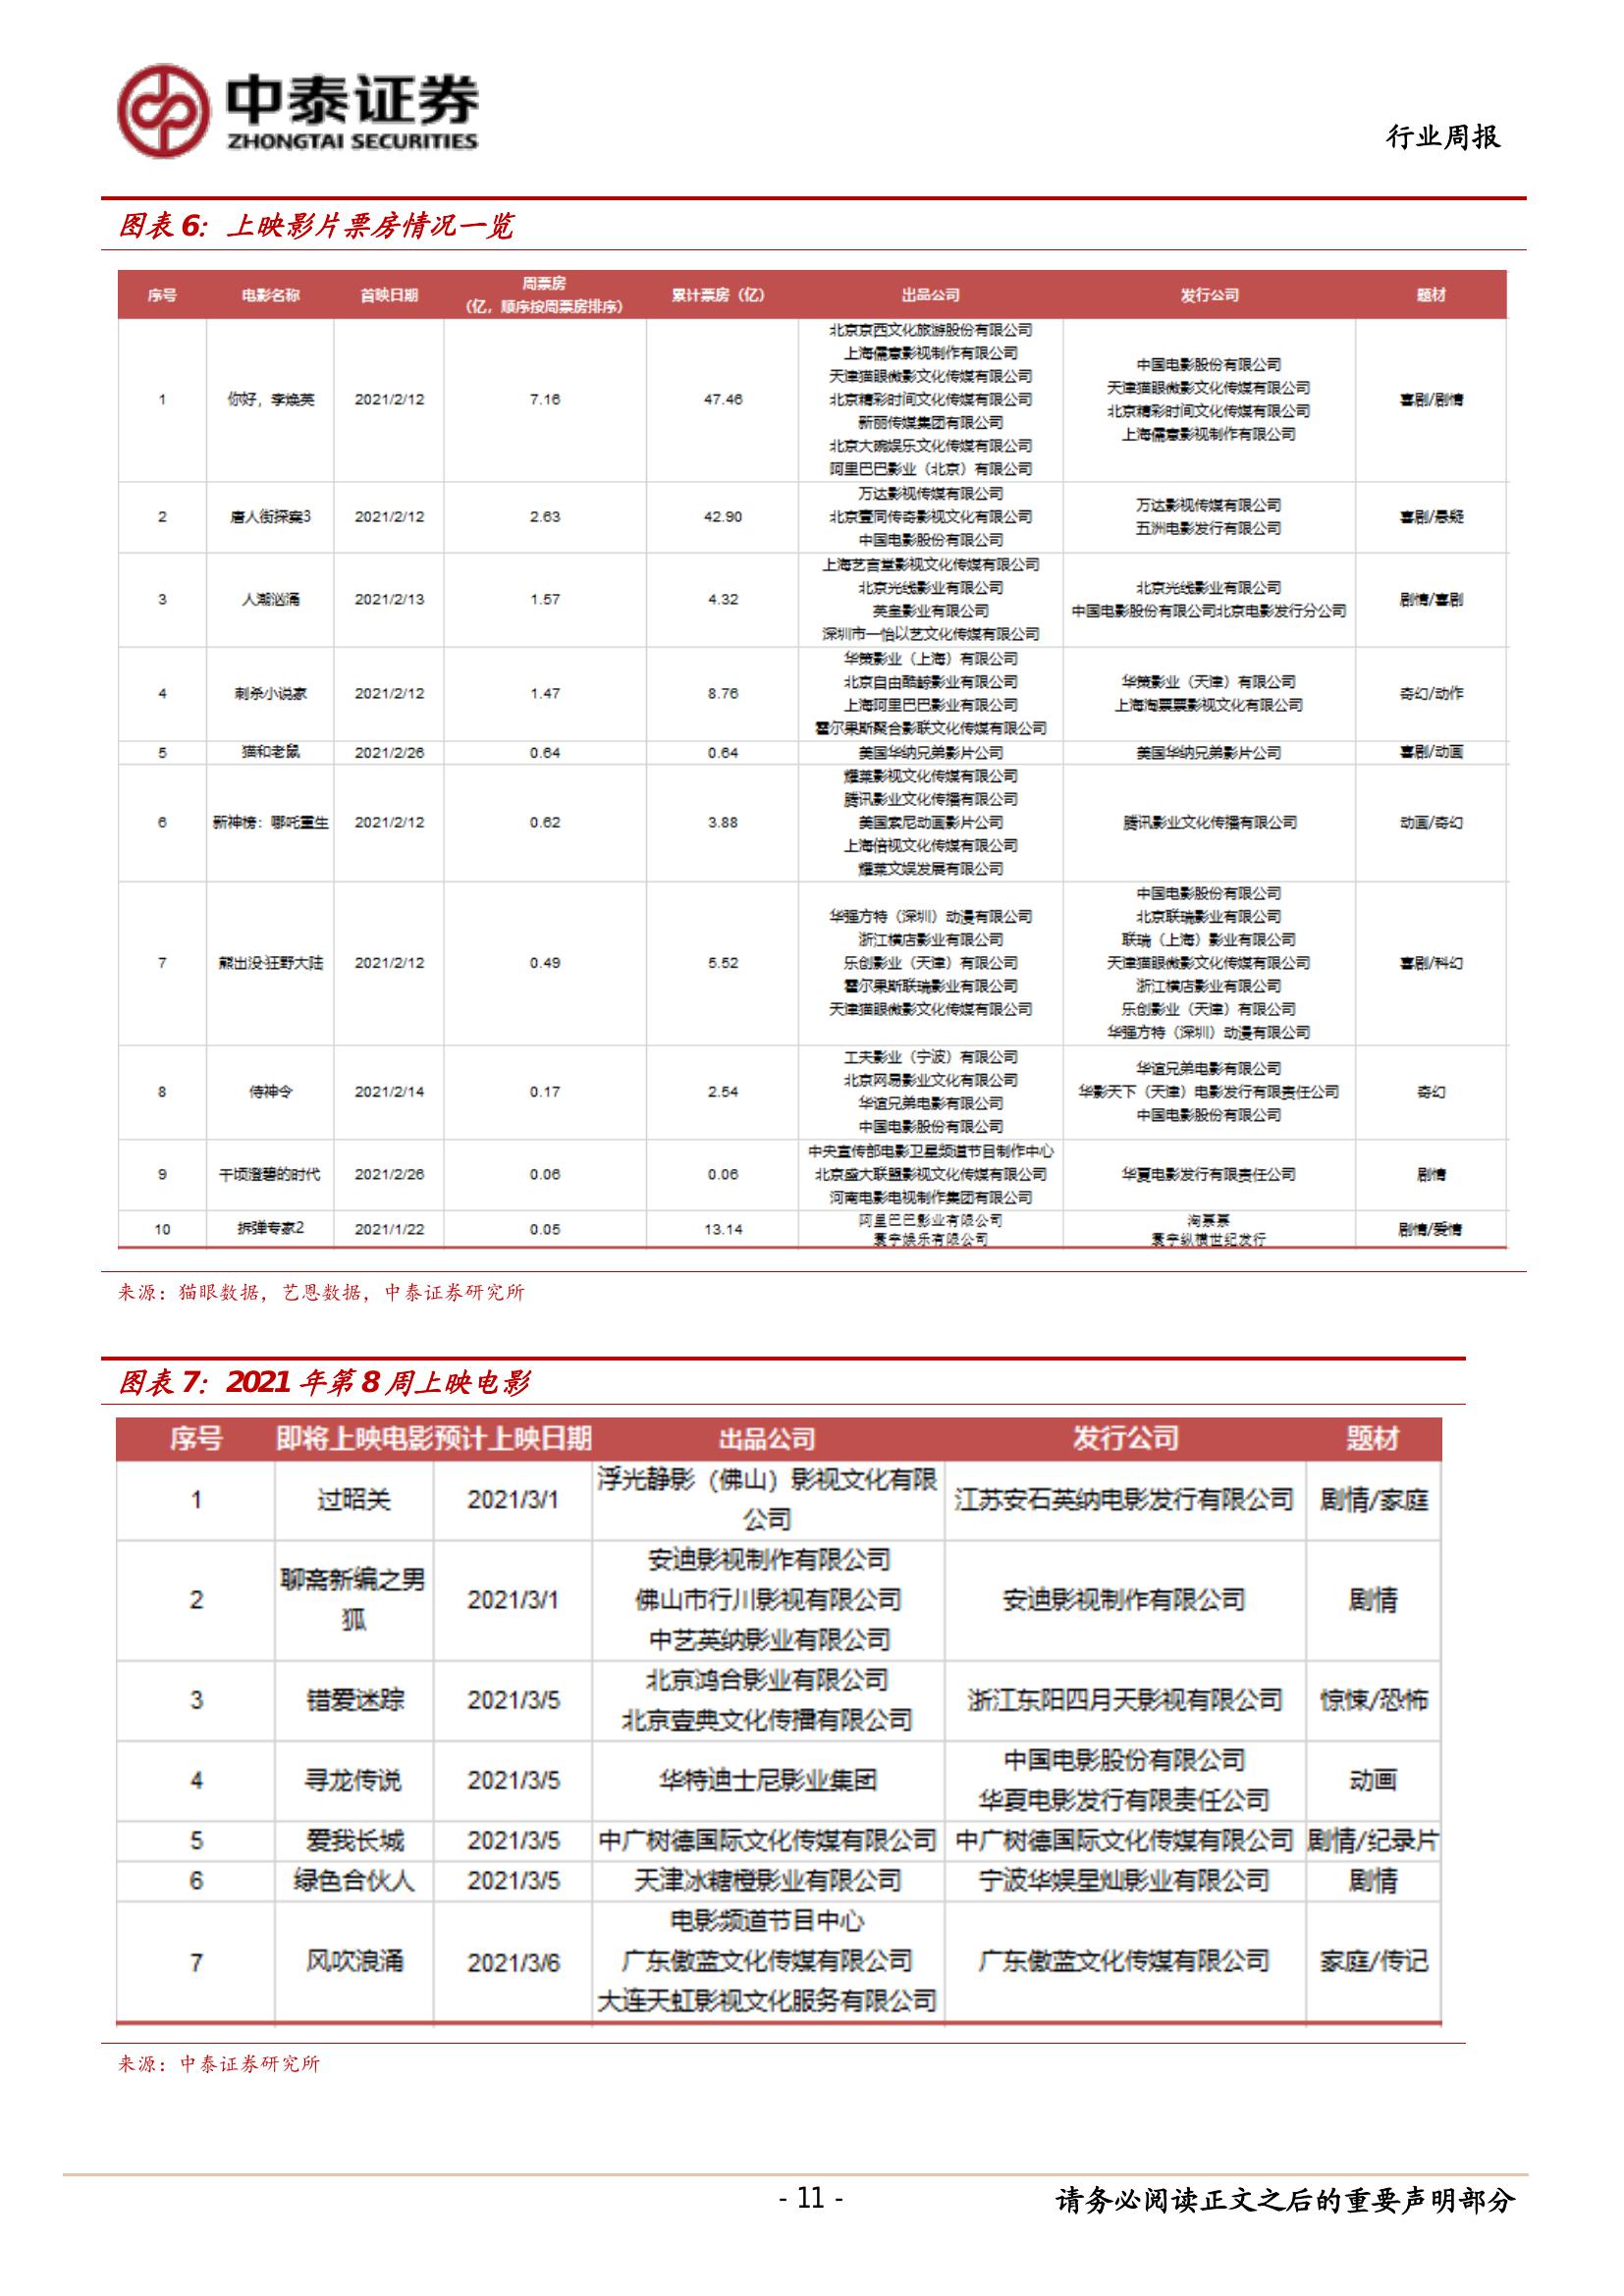 中泰证券
ZHONGTAI SECURITIES
行业周报
图表 6：上映影片票房情况一览
序号 电影名称 首映日期 周票房（亿，顺序按周票房排序） 累计票房（亿） 出品公司 发行公司 题材
1 你好，李焕英 2021/2/12 7.16 47.46 喜剧/剧情
北京京西文化旅游股份有限公司
上海儒意影视制作有限公司
天津猫眼微影文化传媒有限公司
北京精彩时间文化传媒有限公司
新丽传媒集团有限公司
北京大碗娱乐文化传媒有限公司
阿里巴巴影业（北京）有限公司
中国电影股份有限公司
天津猫眼微影文化传媒有限公司
北京精彩时间文化传媒有限公司
上海儒意影视制作有限公司
2 唐人街探案3 2021/2/12 2.63 42.90 喜剧/悬疑
万达影视传媒有限公司
北京壹同传奇影视文化有限公司
中国电影股份有限公司
万达影视传媒有限公司
五洲电影发行有限公司
3 人潮汹涌 2021/2/13 1.57 4.32 剧情/喜剧
上海艺言堂影视文化传媒有限公司
北京光线影业有限公司
英皇影业有限公司
深圳市一怡以艺文化传媒有限公司
北京光线影业有限公司
中国电影股份有限公司北京电影发行分公司
4 刺杀小说家 2021/2/12 1.47 8.76 奇幻/动作
华策影业（上海）有限公司
北京自由酷鲸影业有限公司
上海阿里巴巴影业有限公司
霍尔果斯聚合影联文化传媒有限公司
华策影业（天津）有限公司
上海淘票票影视文化有限公司
5 猫和老鼠 2021/2/26 0.64 0.64 美国华纳兄弟影片公司 美国华纳兄弟影片公司 喜剧/动画
6 新神榜：哪吒重生 2021/2/12 0.62 3.88 动画/奇幻
耀莱影视文化传媒有限公司
腾讯影业文化传播有限公司
美国索尼动画影片公司
上海倍视文化传媒有限公司
耀莱文娱发展有限公司
腾讯影业文化传播有限公司
7 熊出没·狂野大陆 2021/2/12 0.49 5.52 喜剧/科幻
华强方特（深圳）动漫有限公司
浙江横店影业有限公司
乐创影业（天津）有限公司
霍尔果斯联瑞影业有限公司
天津猫眼微影文化传媒有限公司
中国电影股份有限公司
北京联瑞影业有限公司
联瑞（上海）影业有限公司
天津猫眼微影文化传媒有限公司
浙江横店影业有限公司
乐创影业（天津）有限公司
华强方特（深圳）动漫有限公司
8 侍神令 2021/2/14 0.17 2.54 奇幻
工夫影业（宁波）有限公司
北京网易影业文化有限公司
华谊兄弟电影有限公司
中国电影股份有限公司
华谊兄弟电影有限公司
华影天下（天津）电影发行有限责任公司
中国电影股份有限公司
9 千顷澄碧的时代 2021/2/26 0.06 0.06 剧情
中央宣传部电影卫星频道节目制作中心
北京盛大联盟影视文化传媒有限公司
河南电影电视制作集团有限公司
华夏电影发行有限责任公司
10 拆弹专家2 2021/1/22 0.05 13.14 剧情/爱情
阿里巴巴影业有限公司
寰宇娱乐有限公司
淘票票
寰宇纵横世纪发行
来源：猫眼数据，艺恩数据，中泰证券研究所
图表 7：2021 年第 8 周上映电影
序号 即将上映电影 预计上映日期 出品公司 发行公司 题材
1 过昭关 2021/3/1 江苏安石英纳电影发行有限公司 剧情/家庭
浮光静影（佛山）影视文化有限
公司
2 聊斋新编之男
狐
2021/3/1 安迪影视制作有限公司 剧情
安迪影视制作有限公司
佛山市行川影视有限公司
中艺英纳影业有限公司
3 错爱迷踪 2021/3/5 浙江东阳四月天影视有限公司 惊悚/恐怖
北京鸿合影业有限公司
北京壹典文化传播有限公司
4 寻龙传说 2021/3/5 华特迪士尼影业集团 动画
中国电影股份有限公司
华夏电影发行有限责任公司
5 爱我长城 2021/3/5 中广树德国际文化传媒有限公司 中广树德国际文化传媒有限公司 剧情/纪录片
6 绿色合伙人 2021/3/5 天津冰糖橙影业有限公司 宁波华娱星灿影业有限公司 剧情
7 风吹浪涌 2021/3/6 广东傲蓝文化传媒有限公司 家庭/传记
电影频道节目中心
广东傲蓝文化传媒有限公司
大连天虹影视文化服务有限公司
来源：中泰证券研究所
- 11 -
请务必阅读正文之后的重要声明部分